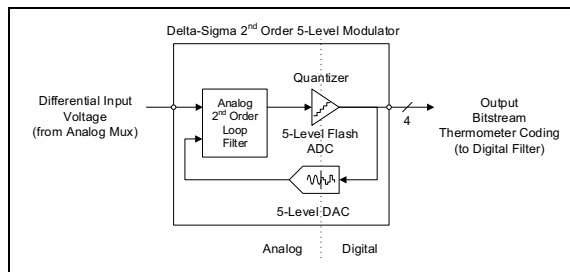 Delta-Sigma 2nd Order 5-Level Modulator
Quantizer
Differential Input
Voltage
(from Analog Mux)
Analog
2nd Order
Loop
Filter
5-Level Flash
ADC
4
Output
Bitstream
Thermometer Coding
(to Digital Filter)
5-Level DAC
Analog
Digital